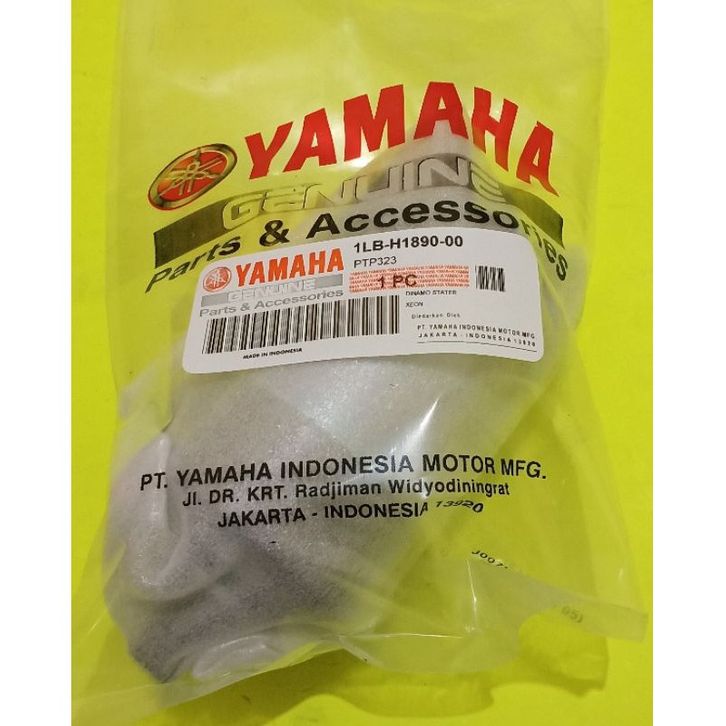 YAMAHA
GENUINE
Parts & Accessories
1LB-H1890-00
PTP323
YAMAHA
GENUINE
Parts & Accessories
1 PC
DINAMO STATER
XEON
Diedarkan Oleh
PT. YAMAHA INDONESIA MOTOR MFG
JAKARTA - INDONESIA 13920
MADE IN INDONESIA
PT. YAMAHA INDONESIA MOTOR MFG.
Jl. DR. KRT. Radjiman Widyodiningrat
JAKARTA - INDONESIA 13920